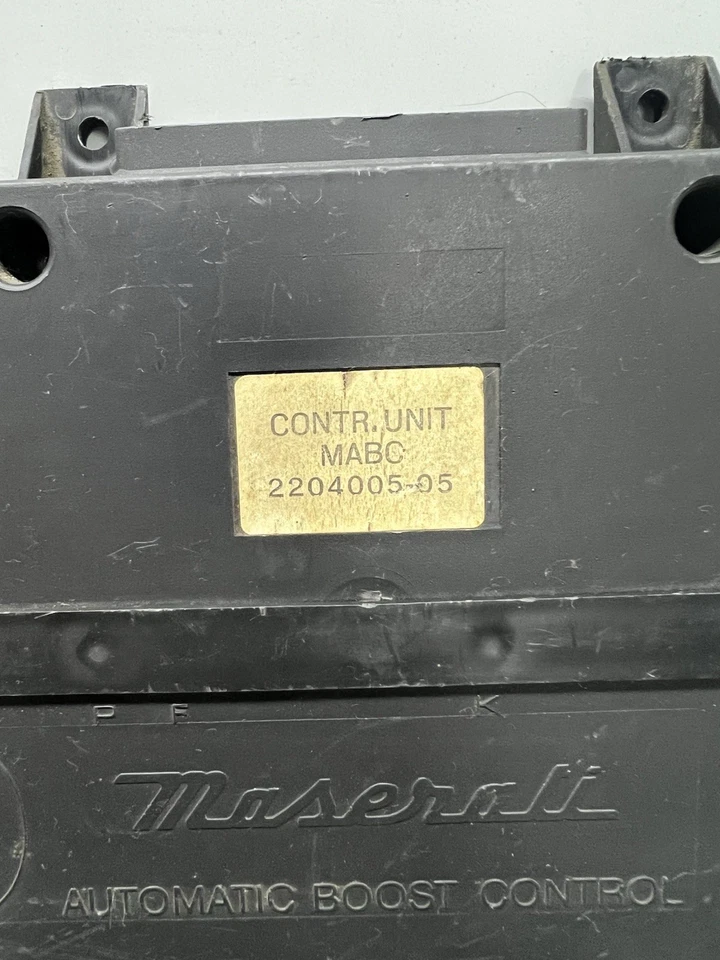 CONTR.UNIT
MABC
2204005-05
P F K
Maserati
AUTOMATIC BOOST CONTROL